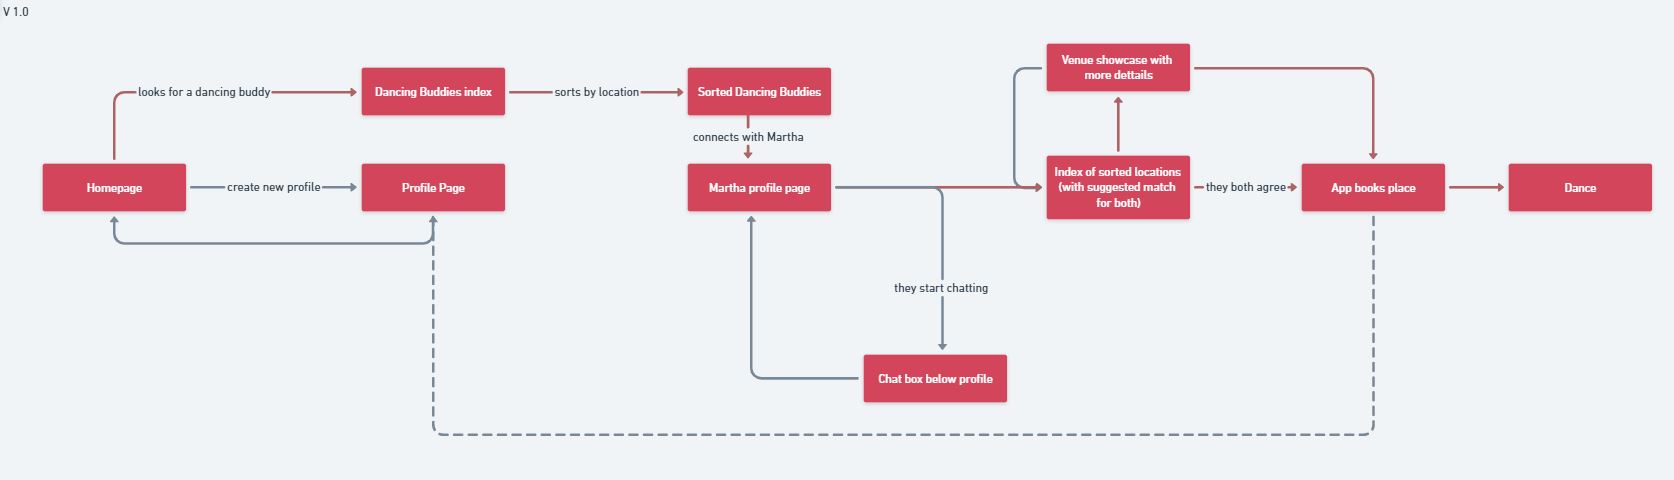 V 1.0
Venue showcase with
more dettails
looks for a dancing buddy
Dancing Buddies index
sorts by location
Sorted Dancing Buddies
connects with Martha
Homepage
create new profile
Profile Page
Martha profile page
Index of sorted locations
(with suggested match
for both)
they both agree
App books place
Dance
they start chatting
Chat box below profile